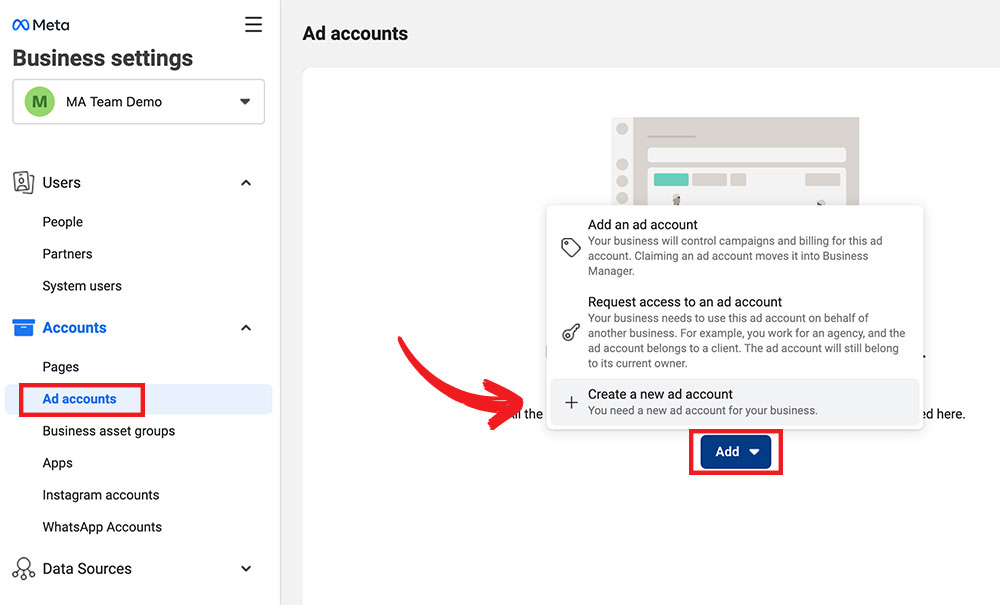 Meta
Business settings
M
MA Team Demo
Users
People
Partners
System users
Accounts
Pages
Ad accounts
Business asset groups
Apps
Instagram accounts
WhatsApp Accounts
Data Sources
Ad accounts
Add an ad account
Your business will control campaigns and billing for this ad
account. Claiming an ad account moves it into Business
Manager.
Request access to an ad account
Your business needs to use this ad account on behalf of
another business. For example, you work for an agency, and the
ad account belongs to a client. The ad account will still belong
to its current owner.
Create a new ad account
You need a new ad account for your business.
the
here.
Add